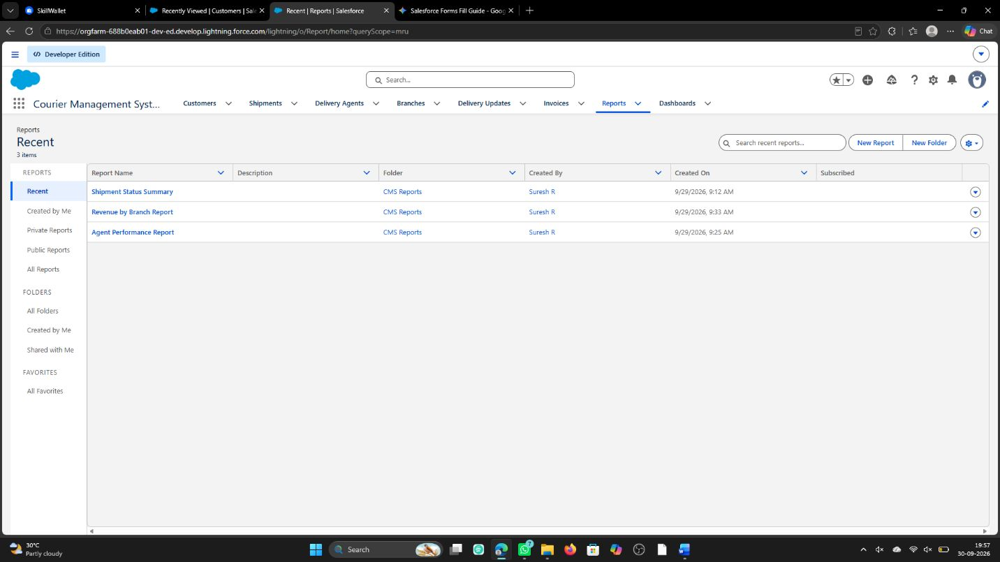 SkillWallet
Recently Viewed | Customers | Sale
Recent | Reports | Salesforce
Salesforce Forms Fill Guide - Goog
https://orgfarm-688b0eab01-dev-ed.develop.lightning.force.com/lightning/o/Report/home?queryScope=mru
Chat
Developer Edition
Search...
Courier Management Syst...
Customers
Shipments
Delivery Agents
Branches
Delivery Updates
Invoices
Reports
Dashboards
Reports
Recent
3 items
Search recent reports...
New Report
New Folder
REPORTS
Recent
Created by Me
Private Reports
Public Reports
All Reports
FOLDERS
All Folders
Created by Me
Shared with Me
FAVORITES
All Favorites
Report Name Description Folder Created By Created On Subscribed
Shipment Status Summary CMS Reports Suresh R 9/29/2026, 9:12 AM
Revenue by Branch Report CMS Reports Suresh R 9/29/2026, 9:33 AM
Agent Performance Report CMS Reports Suresh R 9/29/2026, 9:25 AM
30°C
Partly cloudy
Search
7
19:57
30-09-2026